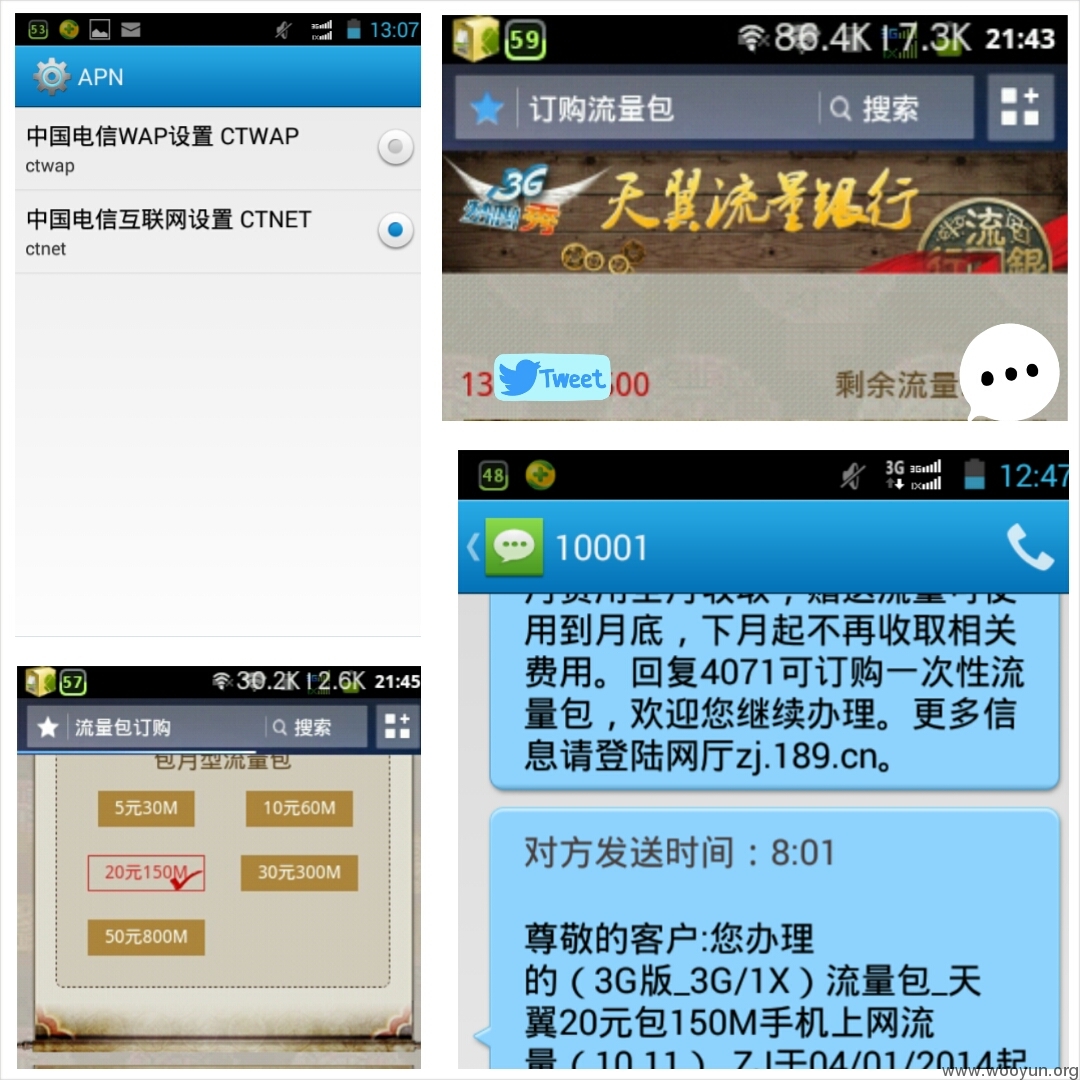 53
13:07
APN
中国电信WAP设置 CTWAP
ctwap
中国电信互联网设置 CTNET
ctnet
59
86.4K 7.3K 21:43
订购流量包
搜索
3G
天翼流量银行
流
行 銀
13
Tweet
00
剩余流量
57
30.2K 2.6K 21:45
流量包订购
搜索
包月型流量包
5元30M
10元60M
20元150M
30元300M
50元800M
48
3G 3G 1X
12:47
10001
用到月底，下月起不再收取相关
费用。回复4071可订购一次性流
量包，欢迎您继续办理。更多信
息请登陆网厅zj.189.cn。
对方发送时间：8:01
尊敬的客户:您办理
的（3G版_3G/1X）流量包_天
翼20元包150M手机上网流
量（10.11）_ZJ于04/01/2014起
www.wooyun.org